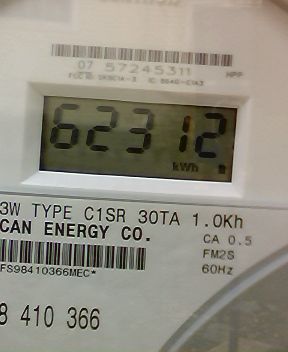 07 57245311 HPP
62312
kWh
3W TYPE C1SR 30TA 1.0Kh
CAN ENERGY CO. CA 0.5
FM2S
FS98410366MEC* 60Hz
8 410 366